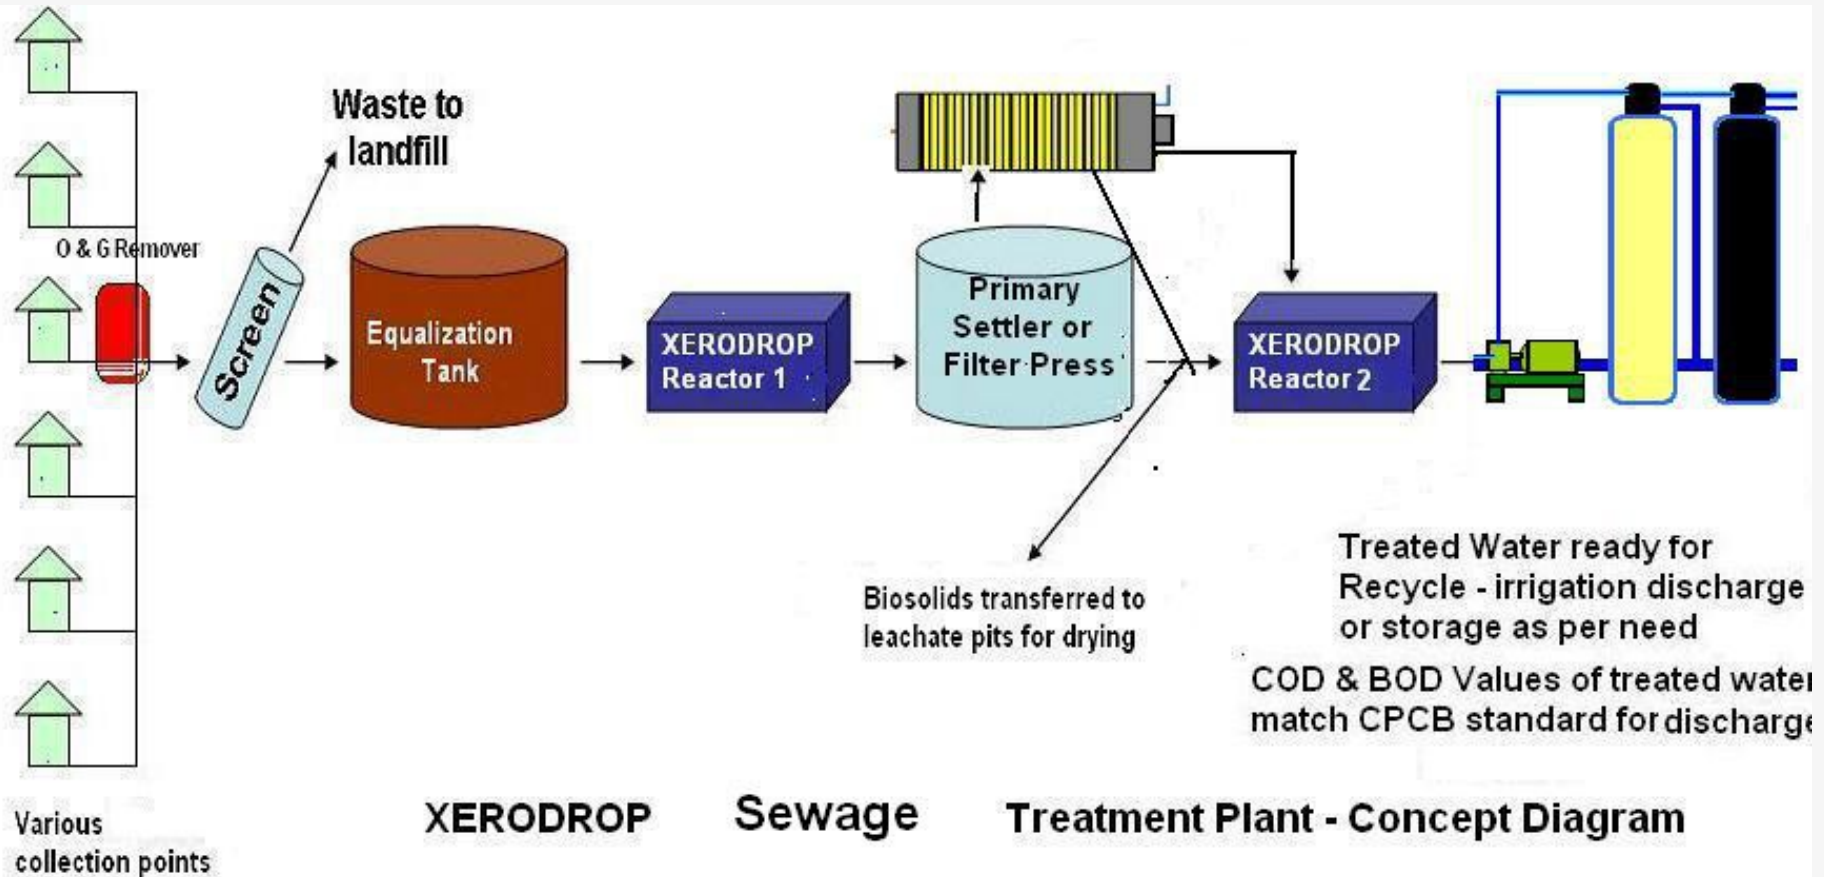 Waste to
landfill
O & G Remover
Screen
Equalization
Tank
XERODROP
Reactor 1
Primary
Settler or
Filter Press
XERODROP
Reactor 2
Biosolids transferred to
leachate pits for drying
Treated Water ready for
Recycle - irrigation discharge
or storage as per need
COD & BOD Values of treated water
match CPCB standard for discharge
Various
collection points
XERODROP Sewage Treatment Plant - Concept Diagram